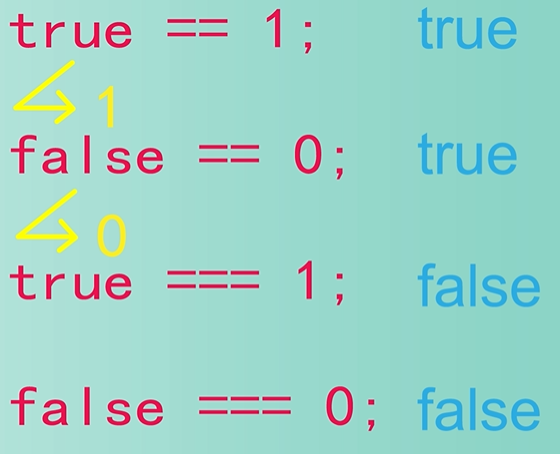 true == 1; true
1
false == 0; true
0
true === 1; false
false === 0; false